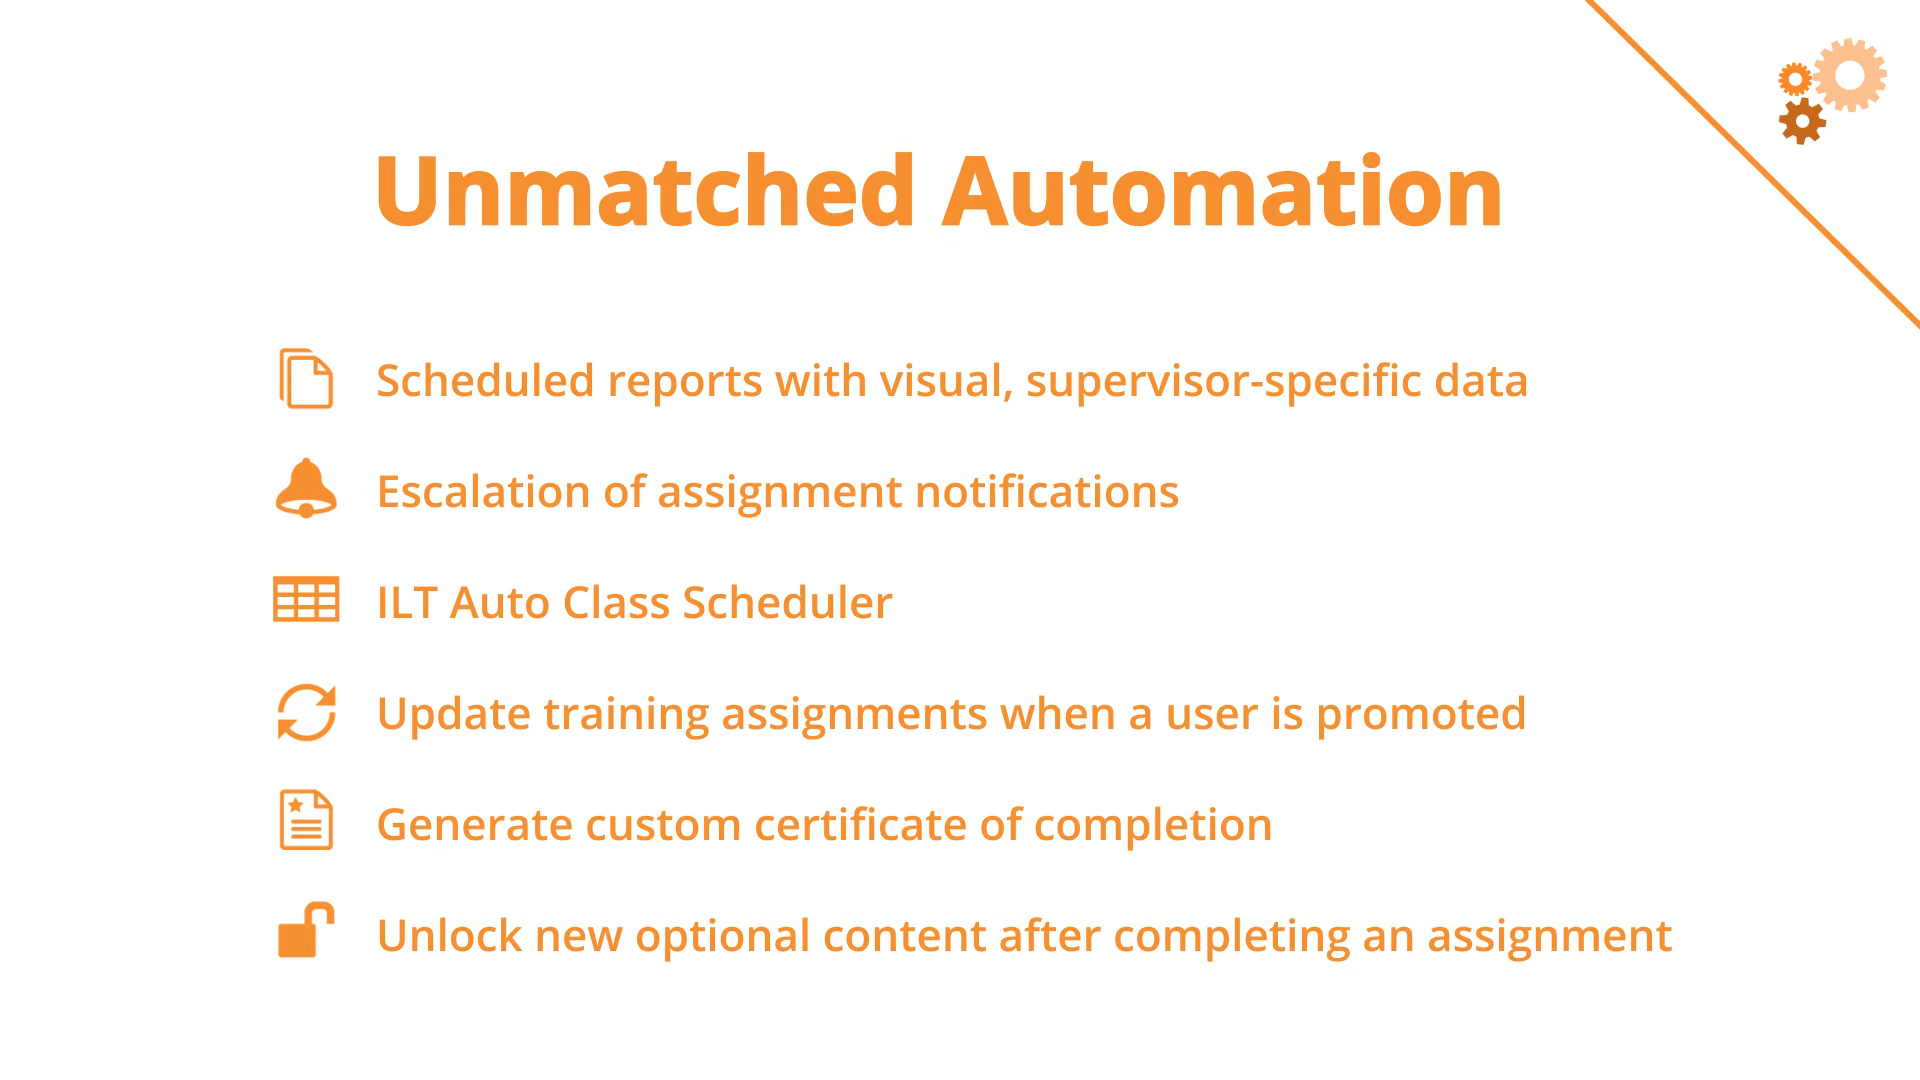 Unmatched Automation
Scheduled reports with visual, supervisor-specific data
Escalation of assignment notifications
ILT Auto Class Scheduler
Update training assignments when a user is promoted
Generate custom certificate of completion
Unlock new optional content after completing an assignment